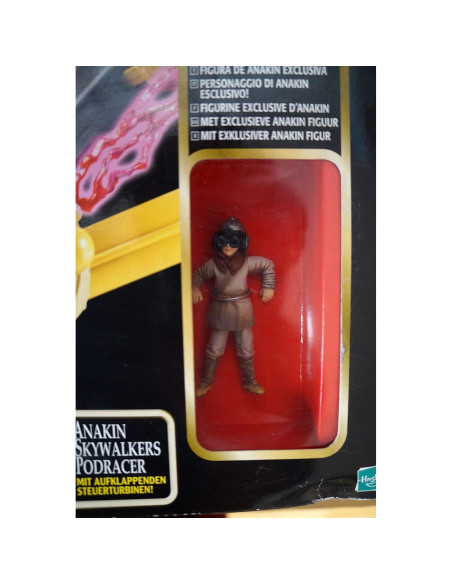 FIGURA DE ANAKIN EXCLUSIVA
PERSONAGGIO DI ANAKIN
ESCLUSIVO!
FIGURINE EXCLUSIVE D'ANAKIN
MET EXCLUSIEVE ANAKIN FIGUUR
MIT EXKLUSIVER ANAKIN FIGUR
ANAKIN
SKYWALKERS
PODRACER
MIT AUFKLAPPENDEN
STEUERTURBINEN!